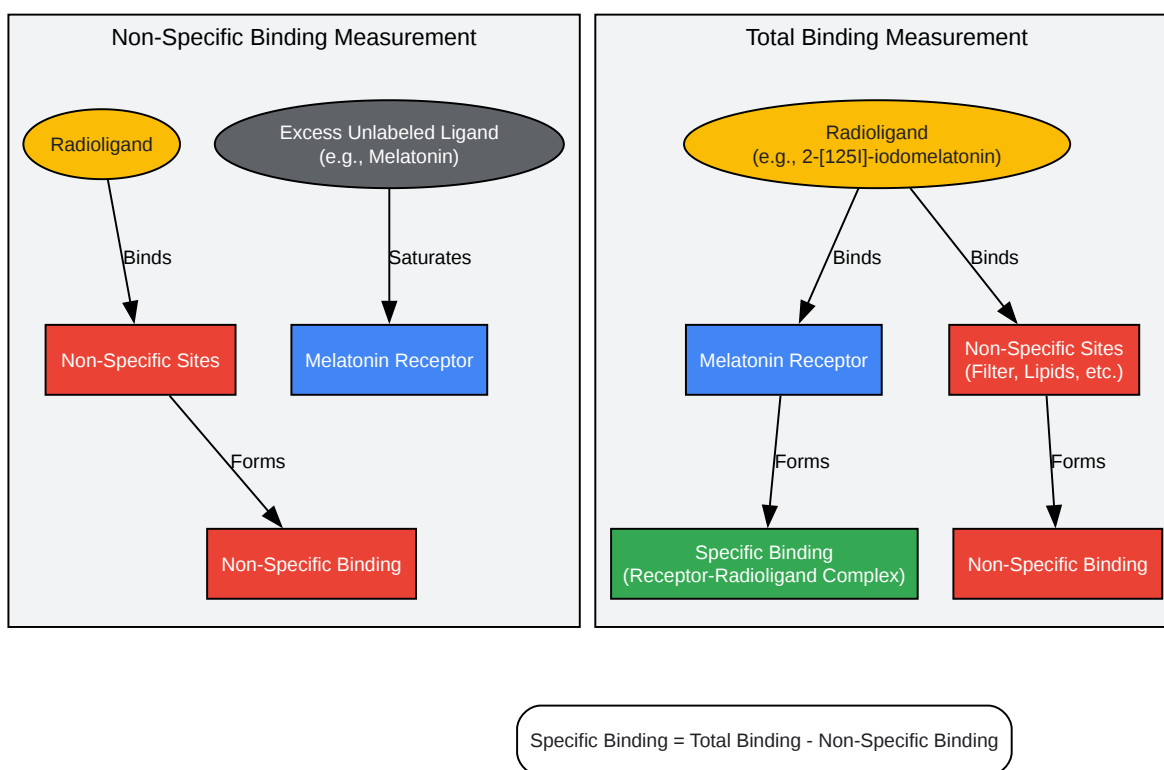 Non-Specific Binding Measurement
Radioligand
Excess Unlabeled Ligand
(e.g., Melatonin)
Binds
Saturates
Non-Specific Sites
Melatonin Receptor
Forms
Non-Specific Binding
Total Binding Measurement
Radioligand
(e.g., 2-[125I]-iodomelatonin)
Binds
Binds
Melatonin Receptor
Non-Specific Sites
(Filter, Lipids, etc.)
Forms
Forms
Specific Binding
(Receptor-Radioligand Complex)
Non-Specific Binding
Specific Binding = Total Binding - Non-Specific Binding